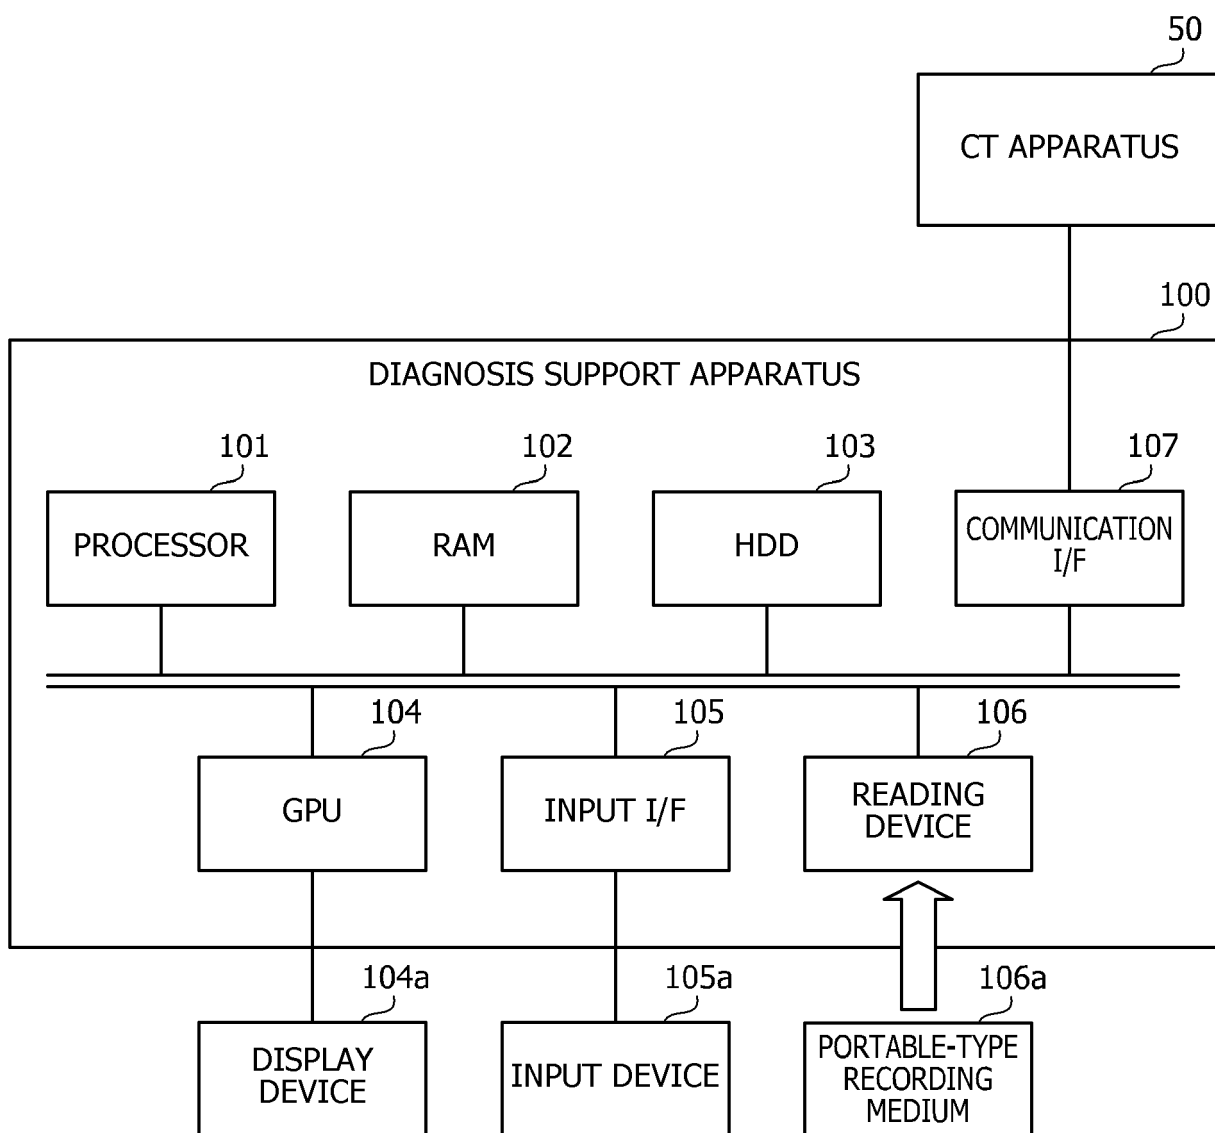 50
CT APPARATUS
100
DIAGNOSIS SUPPORT APPARATUS
101
102
103
107
PROCESSOR
RAM
HDD
COMMUNICATION
I/F
104
105
106
GPU
INPUT I/F
READING
DEVICE
104a
105a
106a
DISPLAY
DEVICE
INPUT DEVICE
PORTABLE-TYPE
RECORDING
MEDIUM